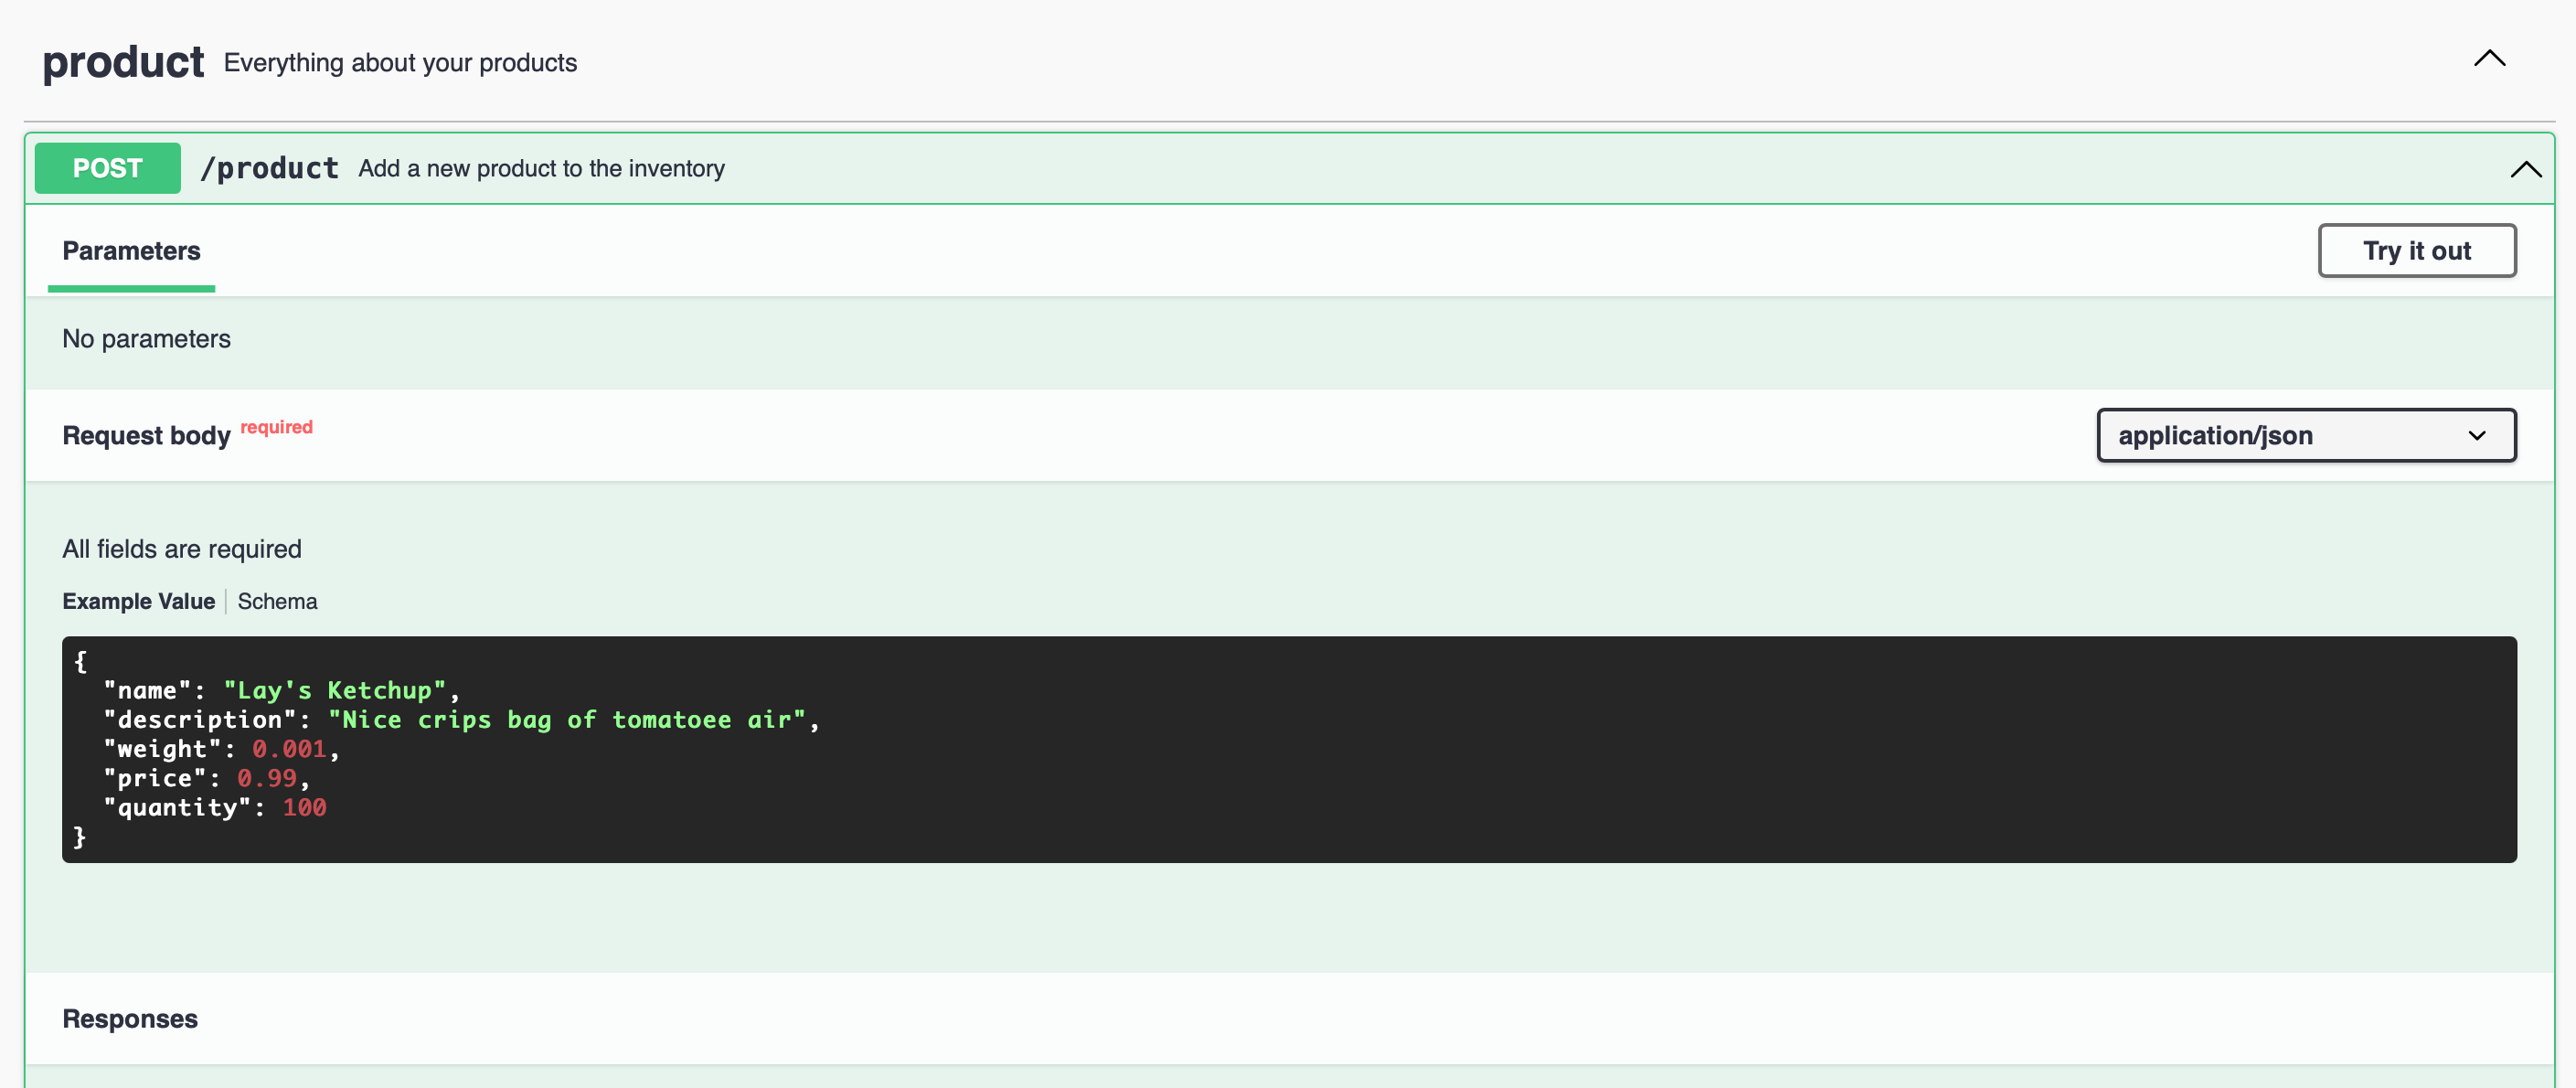 product Everything about your products
POST /product Add a new product to the inventory
Parameters Try it out
No parameters
Request body required application/json
All fields are required
Example Value Schema
{
  "name": "Lay's Ketchup",
  "description": "Nice crips bag of tomatoee air",
  "weight": 0.001,
  "price": 0.99,
  "quantity": 100
}
Responses